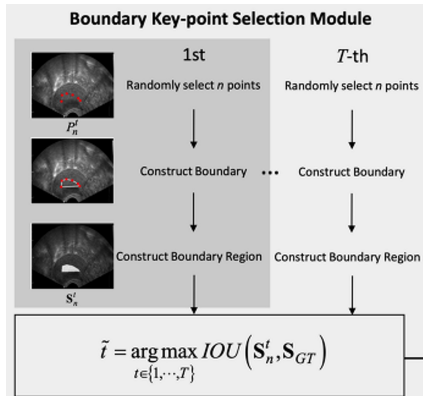 Boundary Key-point Selection Module
1st T-th
Randomly select n points Randomly select n points
P_n^t
Construct Boundary ... Construct Boundary
Construct Boundary Region Construct Boundary Region
S_n^t
t̃ = arg max IOU(S_n^t, S_GT)
t∈{1,⋯,T}